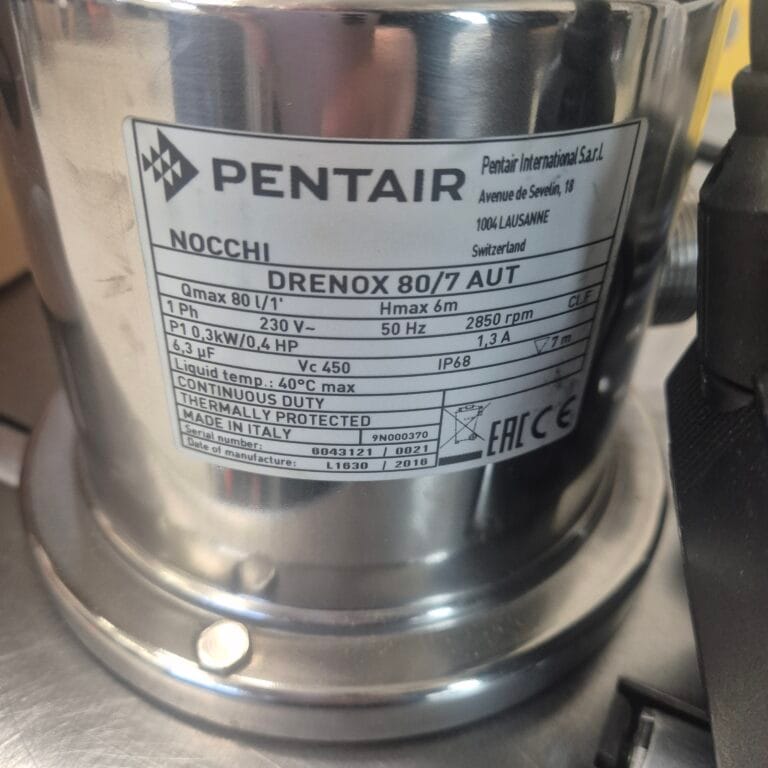 PENTAIR
Pentair International S.a.r.l.
Avenue de Sevelin, 18
1004 LAUSANNE
Switzerland
NOCCHI
DRENOX 80/7 AUT
Qmax 80 l/1' Hmax 6m CL.F
1 Ph 230 V~ 50 Hz 2850 rpm
P1 0,3kW/0,4 HP 1,3 A 7 m
6,3 µF Vc 450 IP68
Liquid temp.: 40°C max
CONTINUOUS DUTY
THERMALLY PROTECTED
MADE IN ITALY 9N000370
Serial number: 6043121 / 0021
Date of manufacture: L1630 / 2016
EAC CE